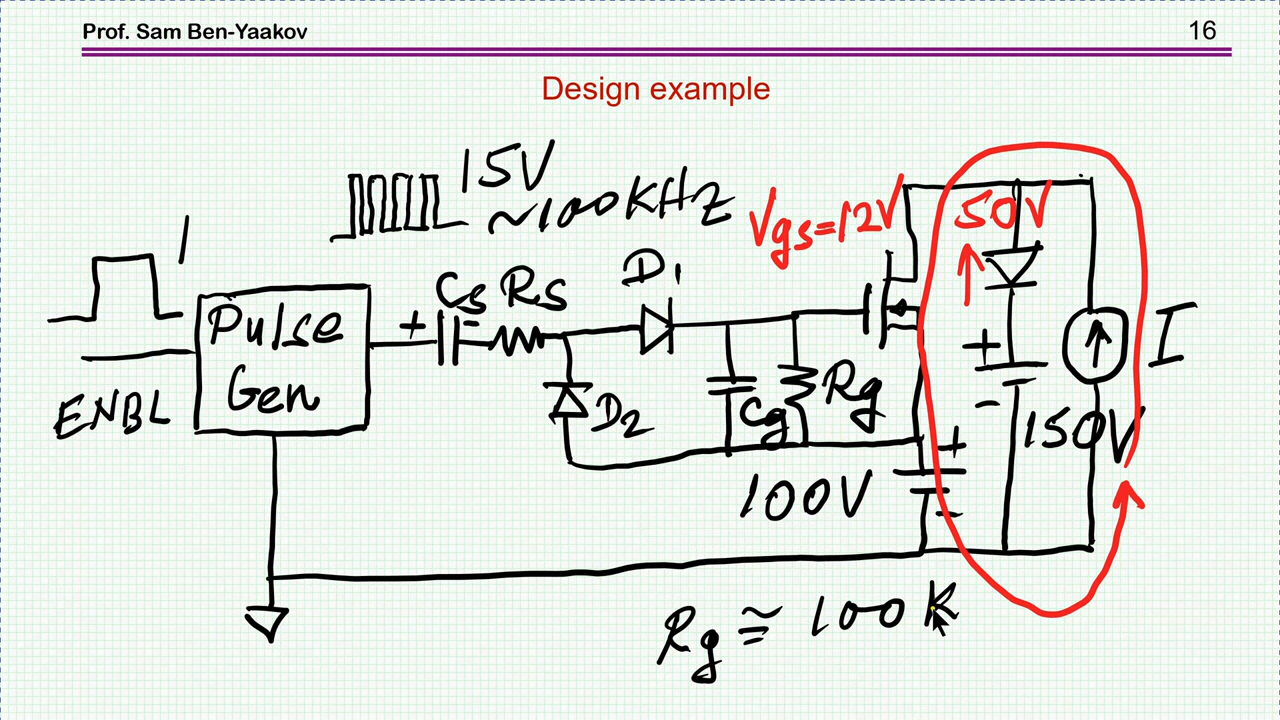 Prof. Sam Ben-Yaakov
16
Design example
15V
~100KHZ
Vgs=12V
50V
1
Pulse
Gen
ENBL
+
Cs
-
Rs
D1
D2
Cg
Rg
+
-
150V
I
100V
+
-
Rg ≅ 100K